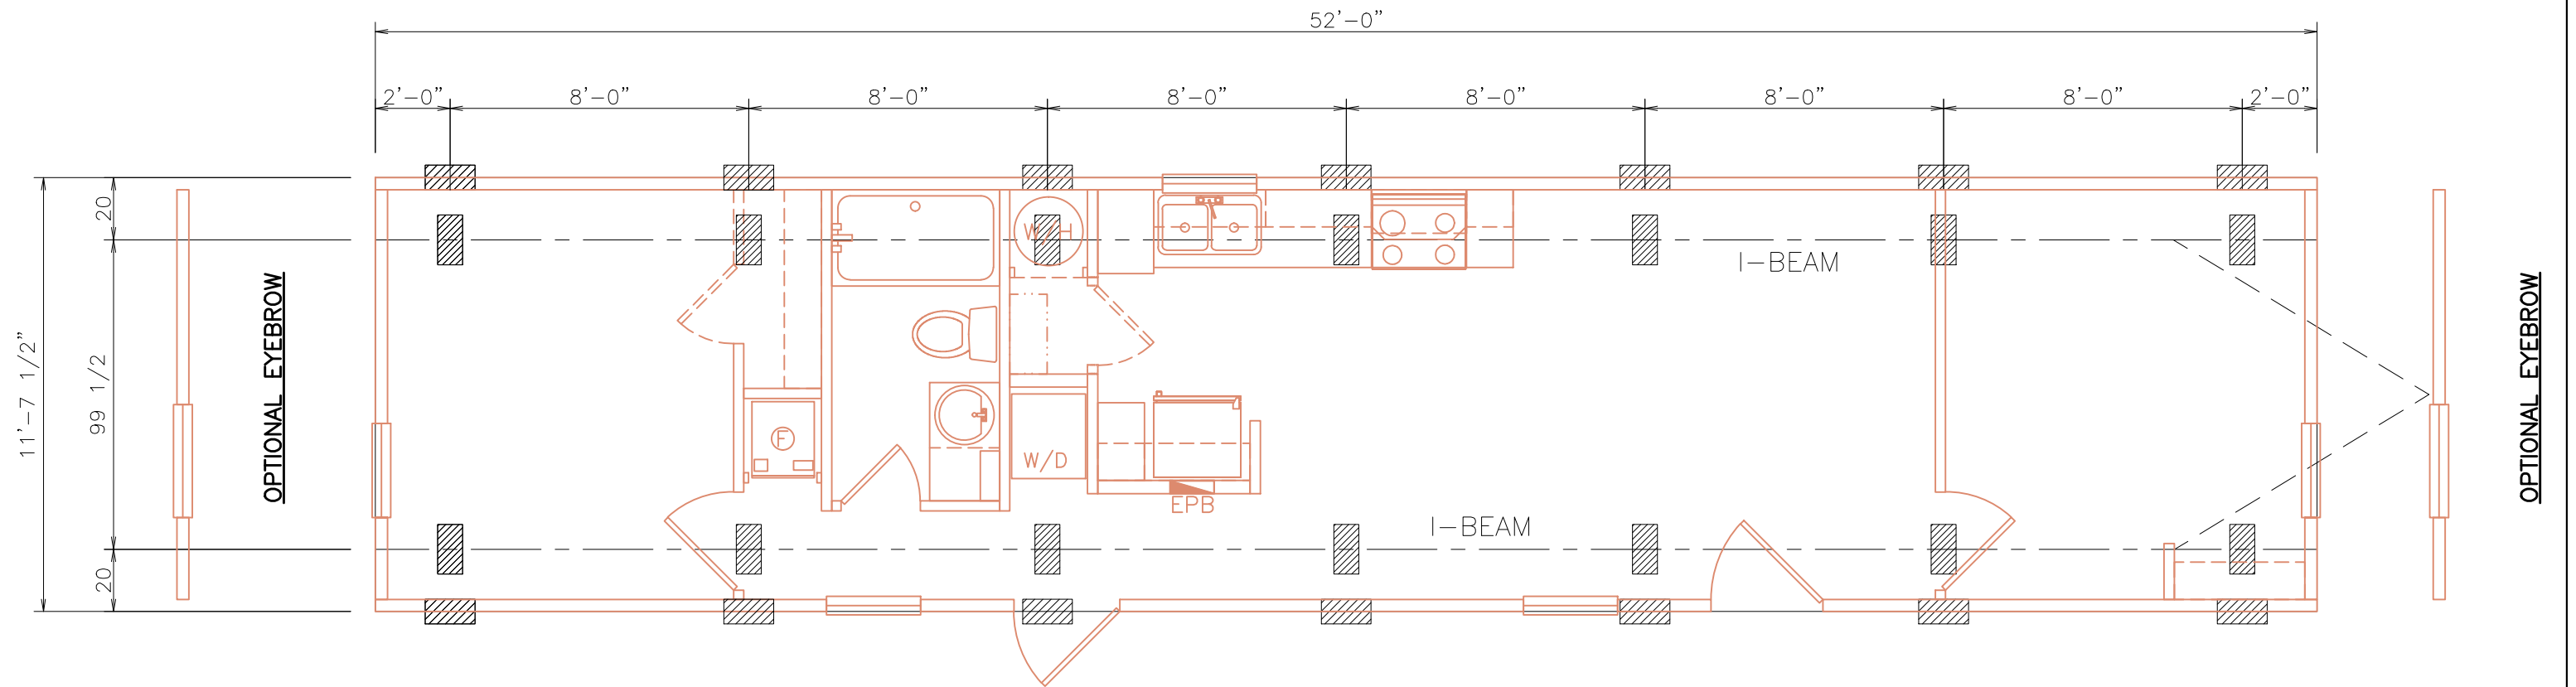 52'-0"
2'-0" 8'-0" 8'-0" 8'-0" 8'-0" 8'-0" 8'-0" 2'-0"
20
W/H
I-BEAM
OPTIONAL EYEBROW
OPTIONAL EYEBROW
11'-7 1/2"
99 1/2
F
W/D
EPB
I-BEAM
20